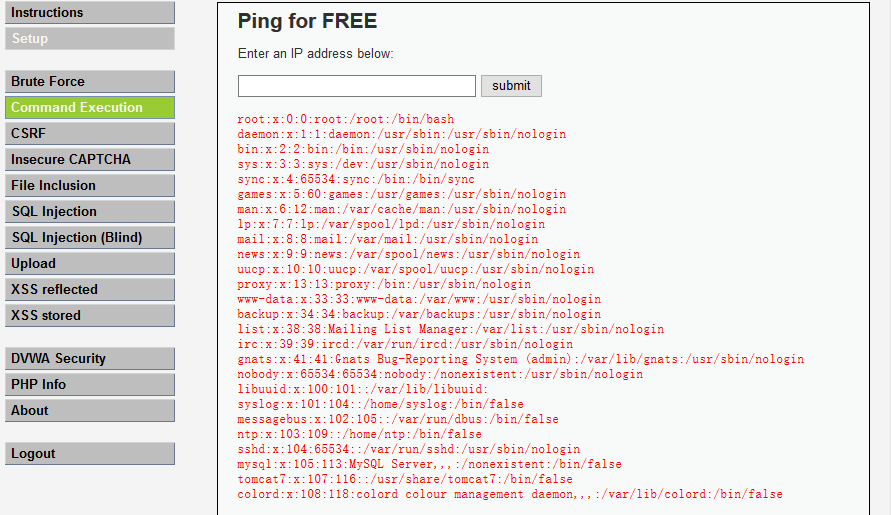 Instructions
Setup
Brute Force
Command Execution
CSRF
Insecure CAPTCHA
File Inclusion
SQL Injection
SQL Injection (Blind)
Upload
XSS reflected
XSS stored
DVWA Security
PHP Info
About
Logout
Ping for FREE
Enter an IP address below:
submit
root:x:0:0:root:/root:/bin/bash
daemon:x:1:1:daemon:/usr/sbin:/usr/sbin/nologin
bin:x:2:2:bin:/bin:/usr/sbin/nologin
sys:x:3:3:sys:/dev:/usr/sbin/nologin
sync:x:4:65534:sync:/bin:/bin/sync
games:x:5:60:games:/usr/games:/usr/sbin/nologin
man:x:6:12:man:/var/cache/man:/usr/sbin/nologin
lp:x:7:7:lp:/var/spool/lpd:/usr/sbin/nologin
mail:x:8:8:mail:/var/mail:/usr/sbin/nologin
news:x:9:9:news:/var/spool/news:/usr/sbin/nologin
uucp:x:10:10:uucp:/var/spool/uucp:/usr/sbin/nologin
proxy:x:13:13:proxy:/bin:/usr/sbin/nologin
www-data:x:33:33:www-data:/var/www:/usr/sbin/nologin
backup:x:34:34:backup:/var/backups:/usr/sbin/nologin
list:x:38:38:Mailing List Manager:/var/list:/usr/sbin/nologin
irc:x:39:39:ircd:/var/run/ircd:/usr/sbin/nologin
gnats:x:41:41:Gnats Bug-Reporting System (admin):/var/lib/gnats:/usr/sbin/nologin
nobody:x:65534:65534:nobody:/nonexistent:/usr/sbin/nologin
libuuid:x:100:101::/var/lib/libuuid:
syslog:x:101:104::/home/syslog:/bin/false
messagebus:x:102:105::/var/run/dbus:/bin/false
ntp:x:103:109::/home/ntp:/bin/false
sshd:x:104:65534::/var/run/sshd:/usr/sbin/nologin
mysql:x:105:113:MySQL Server,,,:/nonexistent:/bin/false
tomcat7:x:107:116::/usr/share/tomcat7:/bin/false
colord:x:108:118:colord colour management daemon,,,:/var/lib/colord:/bin/false